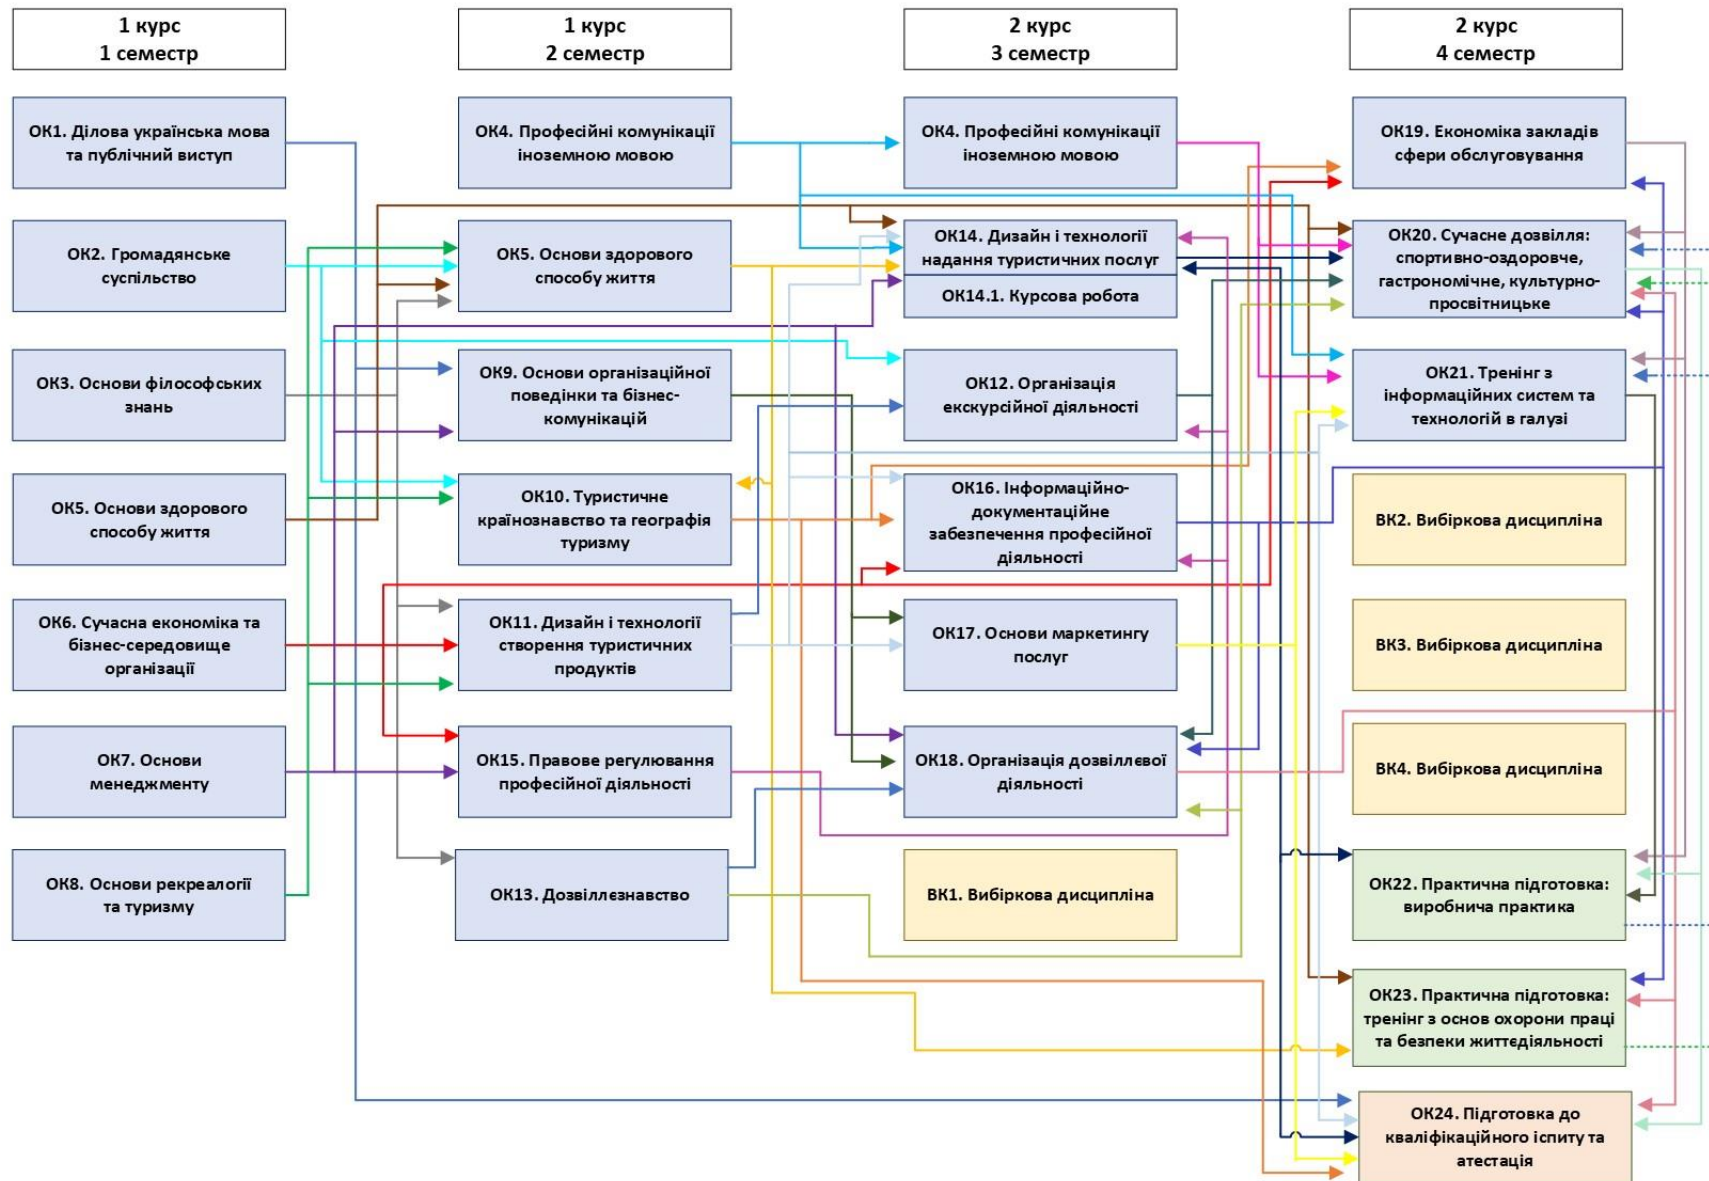 1 курс
1 семестр
1 курс
2 семестр
2 курс
3 семестр
2 курс
4 семестр
ОК1. Ділова українська мова
та публічний виступ
ОК4. Професійні комунікації
іноземною мовою
ОК4. Професійні комунікації
іноземною мовою
ОК19. Економіка закладів
сфери обслуговування
ОК2. Громадянське
суспільство
ОК5. Основи здорового
способу життя
ОК14. Дизайн і технології
надання туристичних послуг
ОК14.1. Курсова робота
ОК20. Сучасне дозвілля:
спортивно-оздоровче,
гастрономічне, культурно-
просвітницьке
ОК3. Основи філософських
знань
ОК9. Основи організаційної
поведінки та бізнес-
комунікацій
ОК12. Організація
екскурсійної діяльності
ОК21. Тренінг з
інформаційних систем та
технологій в галузі
ОК5. Основи здорового
способу життя
ОК10. Туристичне
країнознавство та географія
туризму
ОК16. Інформаційно-
документаційне
забезпечення професійної
діяльності
ВК2. Вибіркова дисципліна
ОК6. Сучасна економіка та
бізнес-середовище
організації
ОК11. Дизайн і технології
створення туристичних
продуктів
ОК17. Основи маркетингу
послуг
ВК3. Вибіркова дисципліна
ОК7. Основи
менеджменту
ОК15. Правове регулювання
професійної діяльності
ОК18. Організація дозвіллєвої
діяльності
ВК4. Вибіркова дисципліна
ОК8. Основи рекреалогії
та туризму
ОК13. Дозвіллєзнавство
ВК1. Вибіркова дисципліна
ОК22. Практична підготовка:
виробнича практика
ОК23. Практична підготовка:
тренінг з основ охорони праці
та безпеки життєдіяльності
ОК24. Підготовка до
кваліфікаційного іспиту та
атестація